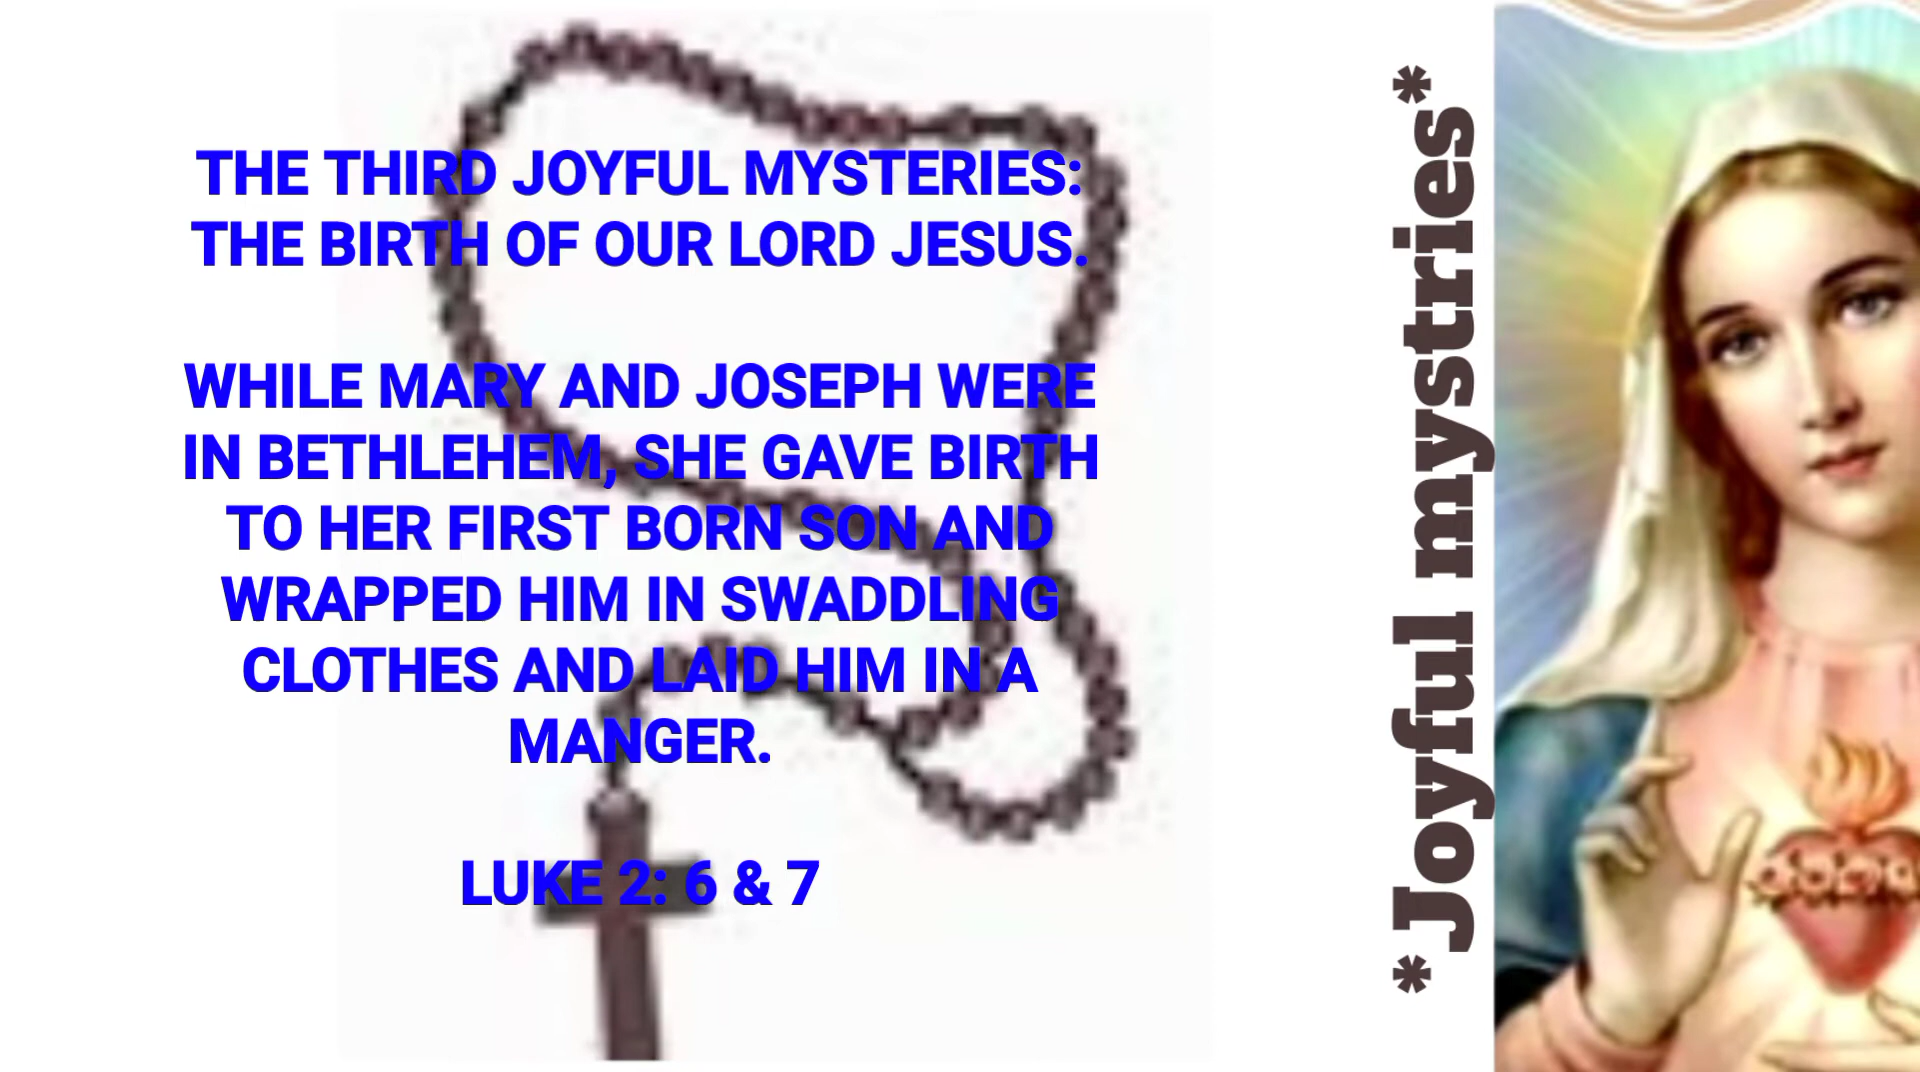 THE THIRD JOYFUL MYSTERIES:
THE BIRTH OF OUR LORD JESUS.
WHILE MARY AND JOSEPH WERE
IN BETHLEHEM, SHE GAVE BIRTH
TO HER FIRST BORN SON AND
WRAPPED HIM IN SWADDLING
CLOTHES AND LAID HIM IN A
MANGER.
LUKE 2: 6 & 7
*Joyful mystries*